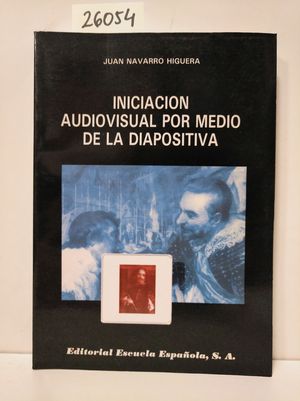 26054
JUAN NAVARRO HIGUERA
INICIACION
AUDIOVISUAL POR MEDIO
DE LA DIAPOSITIVA
Editorial Escuela Española, S. A.